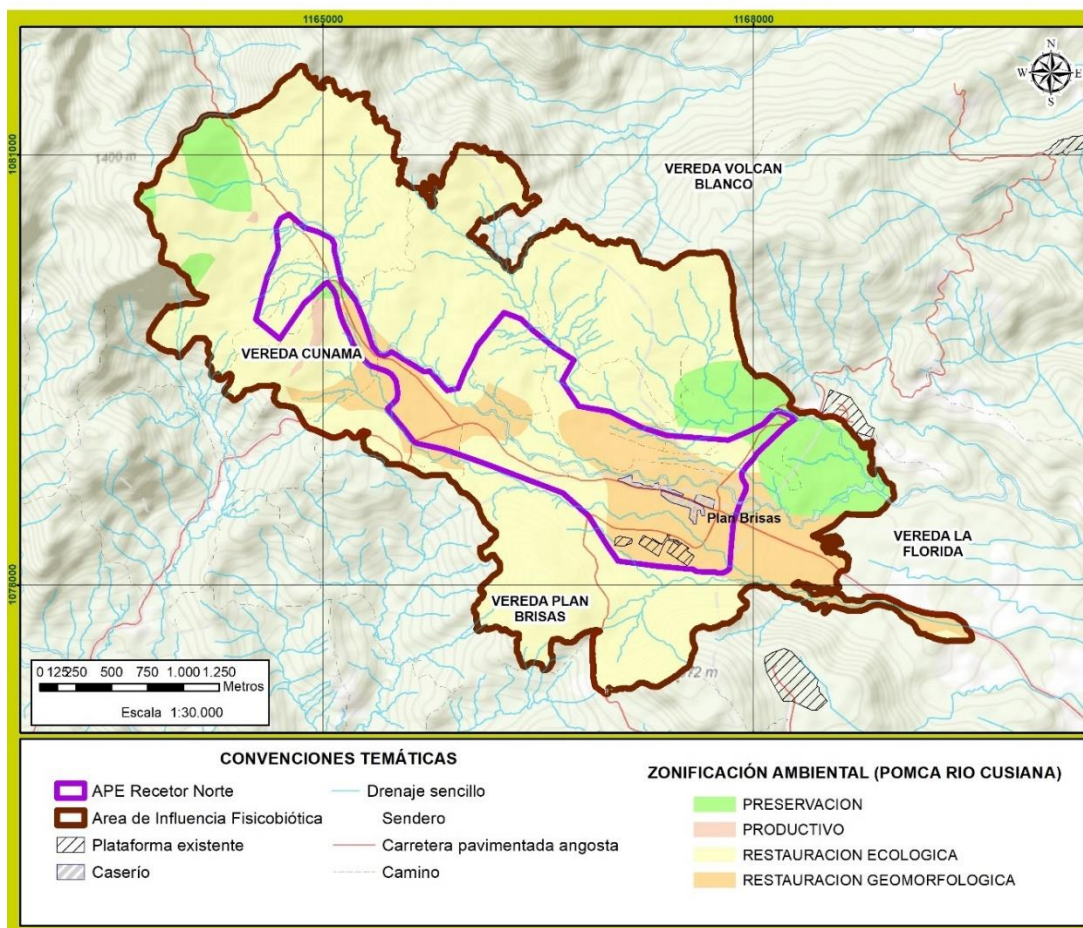 1165000
1168000
N
W E
S
1081000
1400 m
VEREDA VOLCAN
BLANCO
VEREDA CUNAMA
Plan Brisas
VEREDA LA
FLORIDA
1078000
VEREDA PLAN
BRISAS
0 125250 500 750 1.000 1.250
Metros
Escala 1:30.000
CONVENCIONES TEMÁTICAS
APE Recetor Norte
Area de Influencia Fisicobiótica
Plataforma existente
Caserío
Drenaje sencillo
Sendero
Carretera pavimentada angosta
Camino
ZONIFICACIÓN AMBIENTAL (POMCA RIO CUSIANA)
PRESERVACION
PRODUCTIVO
RESTAURACION ECOLOGICA
RESTAURACION GEOMORFOLOGICA